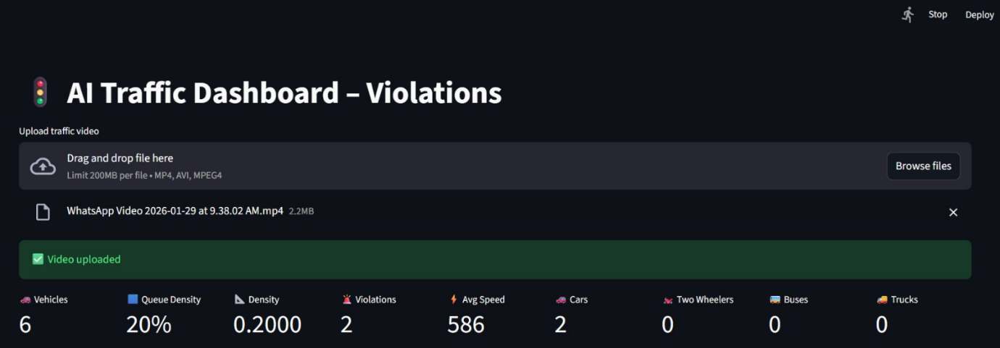 Stop Deploy
AI Traffic Dashboard – Violations
Upload traffic video
Drag and drop file here
Limit 200MB per file • MP4, AVI, MPEG4
Browse files
WhatsApp Video 2026-01-29 at 9.38.02 AM.mp4 2.2MB
Video uploaded
Vehicles Queue Density Density Violations Avg Speed Cars Two Wheelers Buses Trucks
6 20% 0.2000 2 586 2 0 0 0